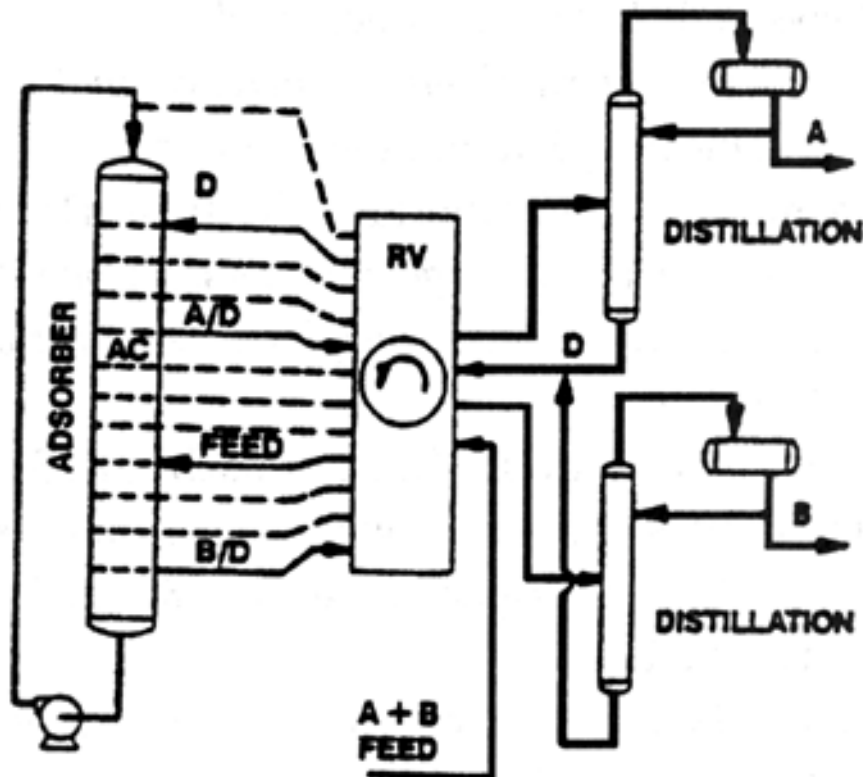 A
D
RV
DISTILLATION
A/D
D
AC
ADSORBER
FEED
B
B/D
DISTILLATION
A + B
FEED